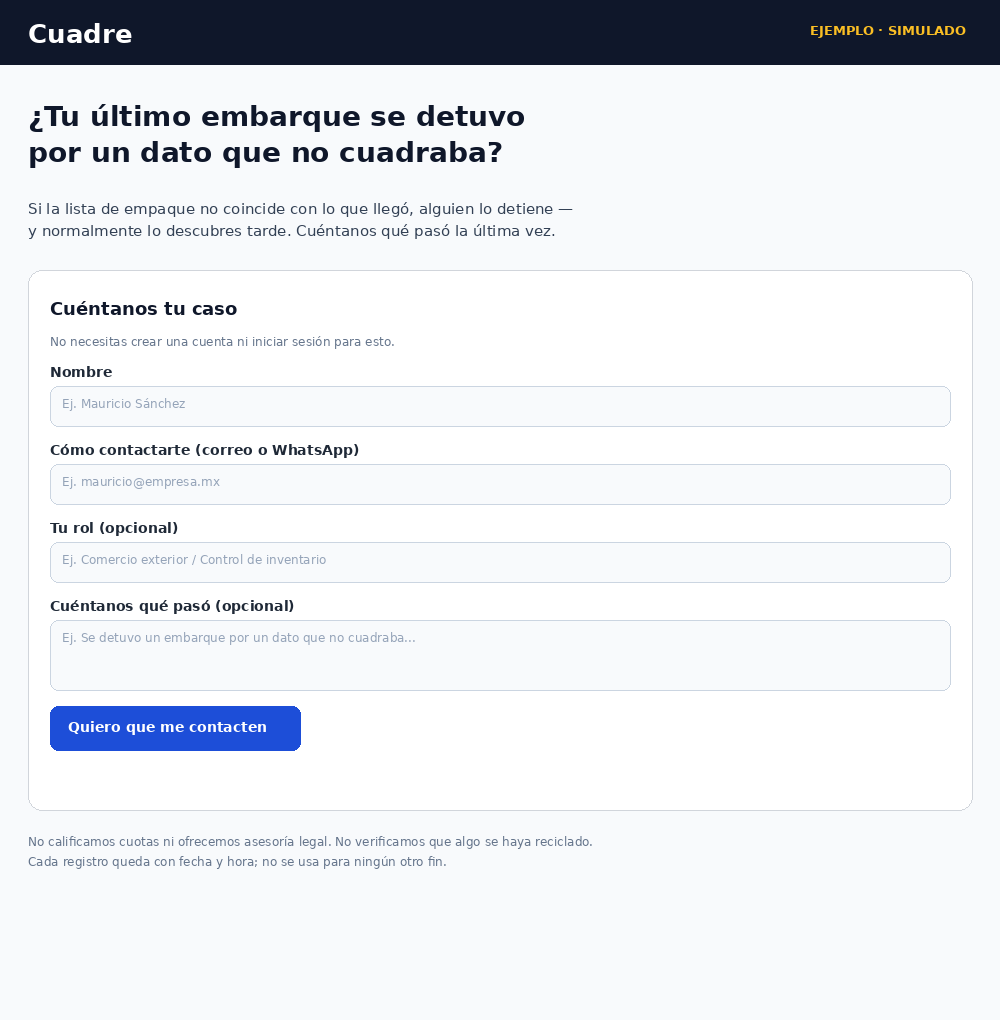 Cuadre
EJEMPLO · SIMULADO
¿Tu último embarque se detuvo
por un dato que no cuadraba?
Si la lista de empaque no coincide con lo que llegó, alguien lo detiene —
y normalmente lo descubres tarde. Cuéntanos qué pasó la última vez.
Cuéntanos tu caso
No necesitas crear una cuenta ni iniciar sesión para esto.
Nombre
Ej. Mauricio Sánchez
Cómo contactarte (correo o WhatsApp)
Ej. mauricio@empresa.mx
Tu rol (opcional)
Ej. Comercio exterior / Control de inventario
Cuéntanos qué pasó (opcional)
Ej. Se detuvo un embarque por un dato que no cuadraba...
Quiero que me contacten
No calificamos cuotas ni ofrecemos asesoría legal. No verificamos que algo se haya reciclado.
Cada registro queda con fecha y hora; no se usa para ningún otro fin.